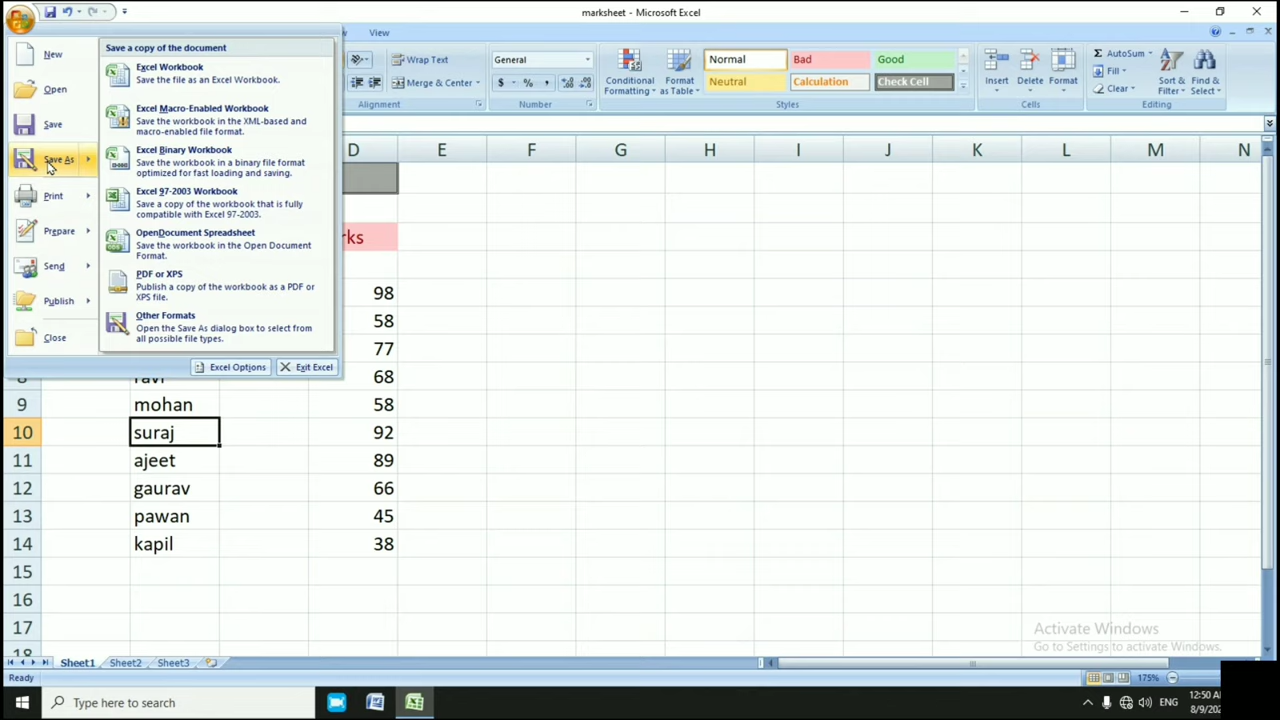 marksheet - Microsoft Excel
View
New
Open
Save
Save As
Print
Prepare
Send
Publish
Close
Save a copy of the document
Excel Workbook
Save the file as an Excel Workbook.
Excel Macro-Enabled Workbook
Save the workbook in the XML-based and
macro-enabled file format.
Excel Binary Workbook
Save the workbook in a binary file format
optimized for fast loading and saving.
Excel 97-2003 Workbook
Save a copy of the workbook that is fully
compatible with Excel 97-2003.
OpenDocument Spreadsheet
Save the workbook in the Open Document
Format.
PDF or XPS
Publish a copy of the workbook as a PDF or
XPS file.
Other Formats
Open the Save As dialog box to select from
all possible file types.
Excel Options
Exit Excel
Wrap Text
Merge & Center
Alignment
General
$ % ,
Number
Conditional
Formatting
Format
as Table
Normal Bad Good
Neutral Calculation Check Cell
Styles
Insert Delete Format
Cells
AutoSum
Fill
Clear
Sort &
Filter
Find &
Select
Editing
D E F G H I J K L M N
98
58
77
68
9 mohan 58
10 suraj 92
11 ajeet 89
12 gaurav 66
13 pawan 45
14 kapil 38
15
16
17
Activate Windows
Go to Settings to activate Windows.
Sheet1 Sheet2 Sheet3
Ready
175%
Type here to search
ENG
12:50